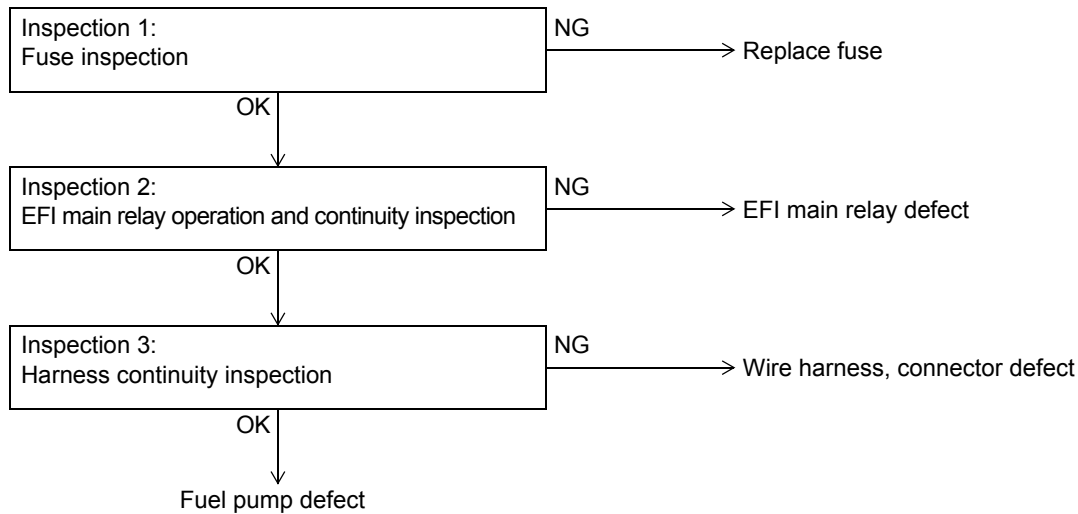 Inspection 1:
Fuse inspection
NG
Replace fuse
OK
Inspection 2:
EFI main relay operation and continuity inspection
NG
EFI main relay defect
OK
Inspection 3:
Harness continuity inspection
NG
Wire harness, connector defect
OK
Fuel pump defect